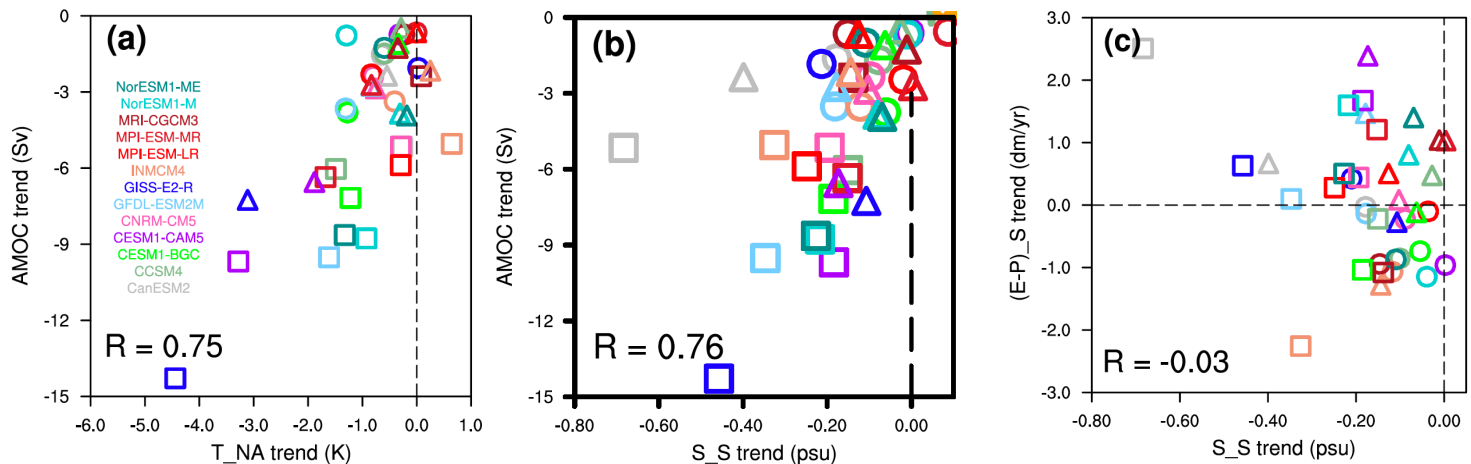 (a)
AMOC trend (Sv)
0
-3
-6
-9
-12
-15
NorESM1-ME
NorESM1-M
MRI-CGCM3
MPI-ESM-MR
MPI-ESM-LR
INMCM4
GISS-E2-R
GFDL-ESM2M
CNRM-CM5
CESM1-CAM5
CESM1-BGC
CCSM4
CanESM2
R = 0.75
-6.0 -5.0 -4.0 -3.0 -2.0 -1.0 0.0 1.0
T_NA trend (K)
(b)
AMOC trend (Sv)
0
-3
-6
-9
-12
-15
R = 0.76
-0.80 -0.60 -0.40 -0.20 0.00
S_S trend (psu)
(c)
(E-P)_S trend (dm/yr)
3.0
2.0
1.0
0.0
-1.0
-2.0
-3.0
R = -0.03
-0.80 -0.60 -0.40 -0.20 0.00
S_S trend (psu)